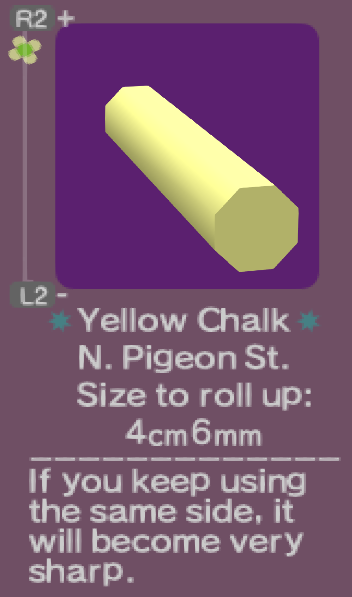 R2 +
L2 -
Yellow Chalk
N. Pigeon St.
Size to roll up:
4cm6mm
If you keep using
the same side, it
will become very
sharp.